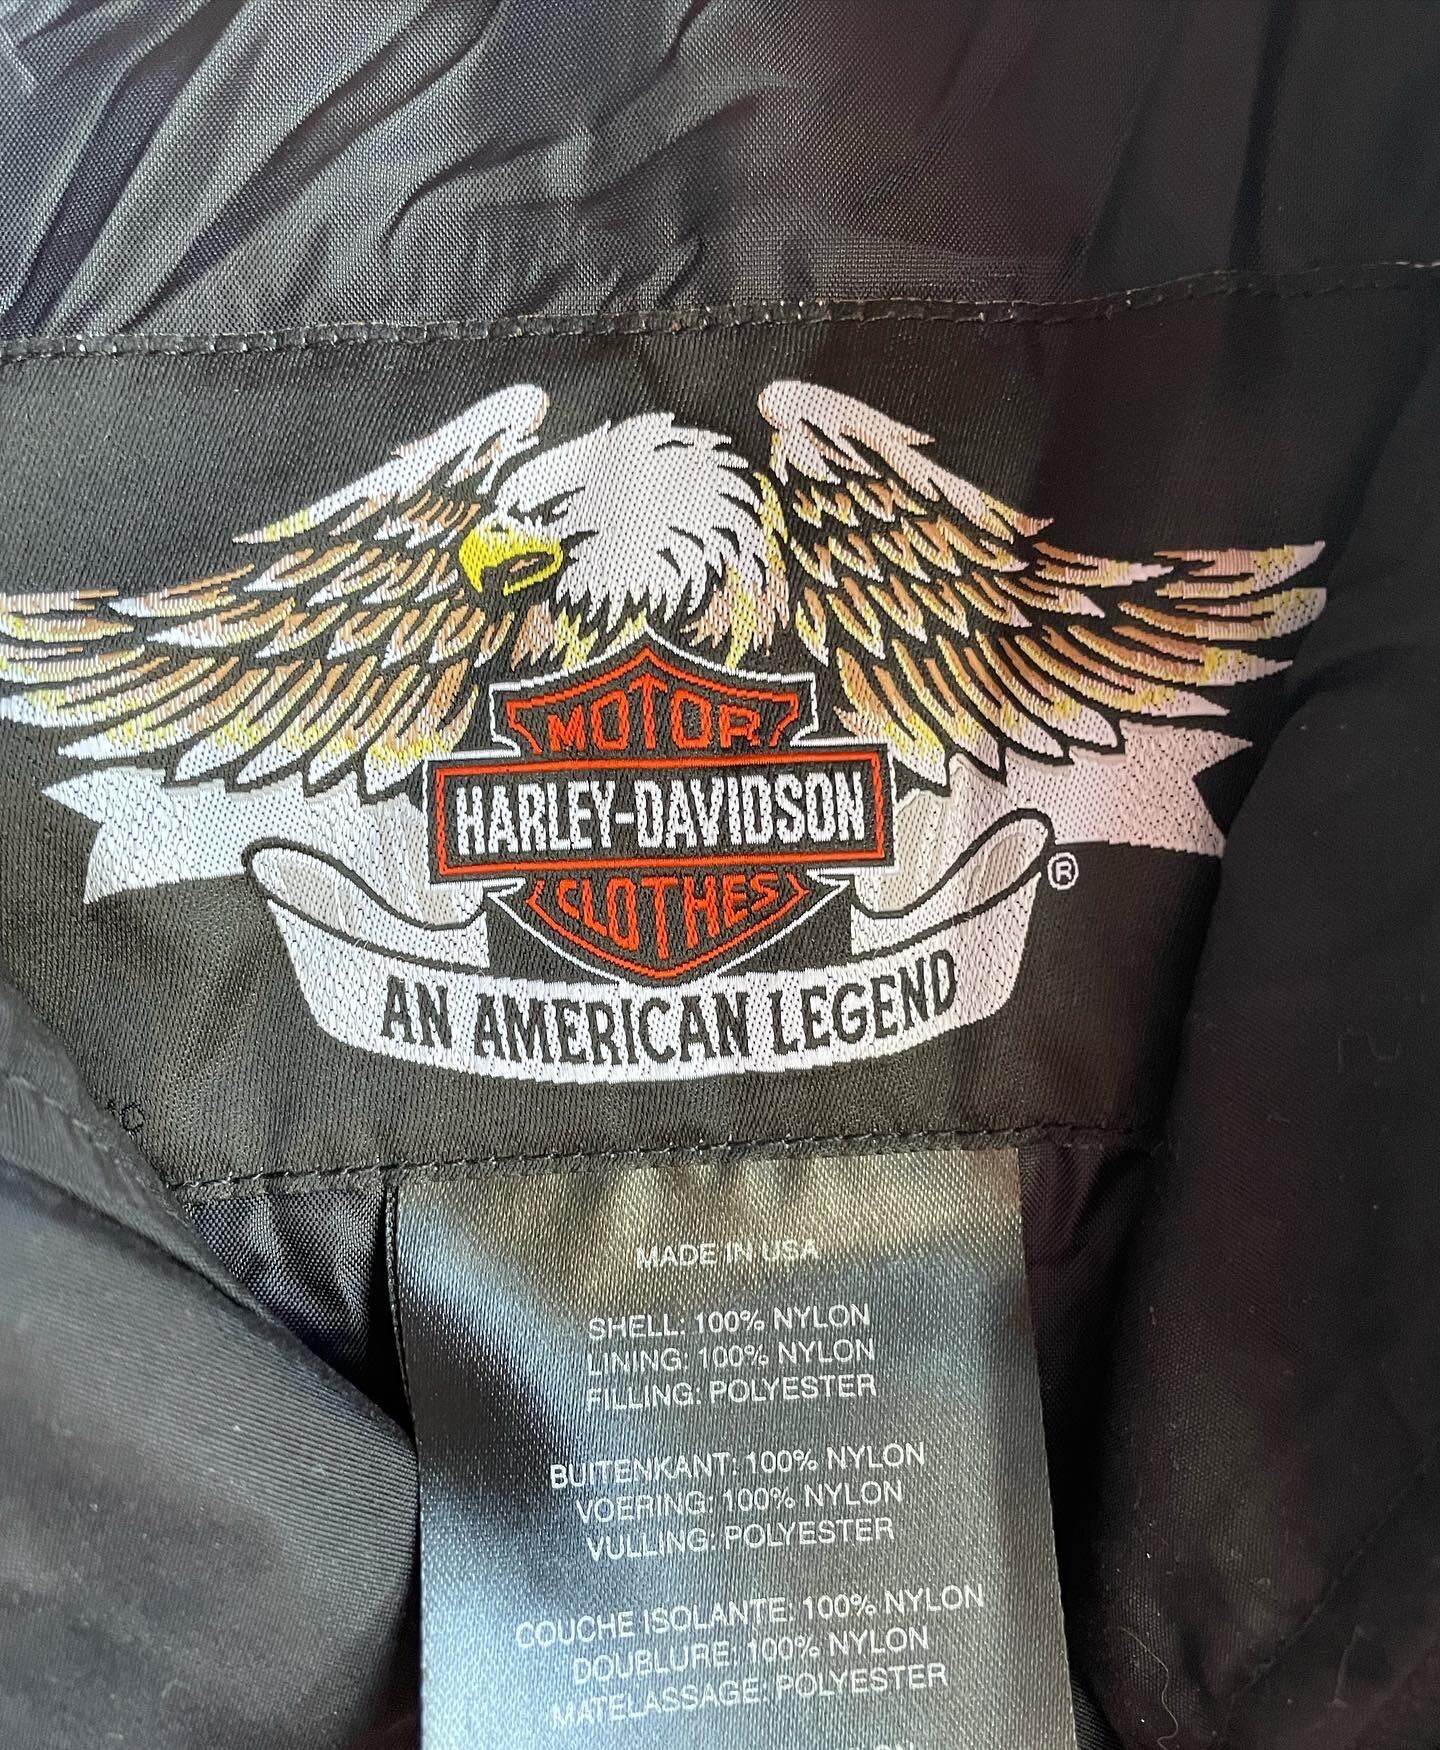 MOTOR
HARLEY-DAVIDSON
CLOTHES
®
AN AMERICAN LEGEND
MADE IN USA
SHELL: 100% NYLON
LINING: 100% NYLON
FILLING: POLYESTER
BUITENKANT: 100% NYLON
VOERING: 100% NYLON
VULLING: POLYESTER
COUCHE ISOLANTE: 100% NYLON
DOUBLURE: 100% NYLON
MATELASSAGE: POLYESTER